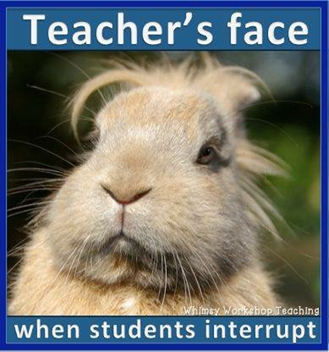 Teacher's face
Whimsy Workshop Teaching
when students interrupt